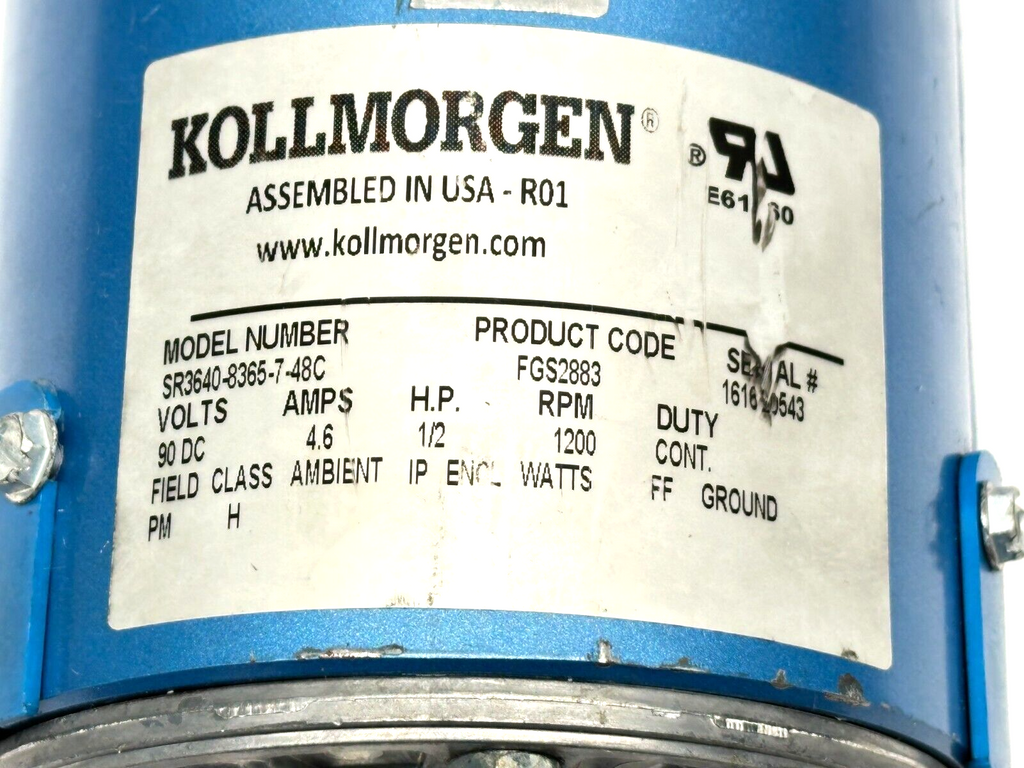 KOLLMORGEN®
ASSEMBLED IN USA - R01
www.kollmorgen.com
®
MODEL NUMBER PRODUCT CODE #
SR3640-8365-7-48C FGS2883
VOLTS AMPS H.P. RPM DUTY
90 DC 4.6 1/2 1200 CONT.
FIELD CLASS AMBIENT IP ENCL WATTS FF GROUND
PM H